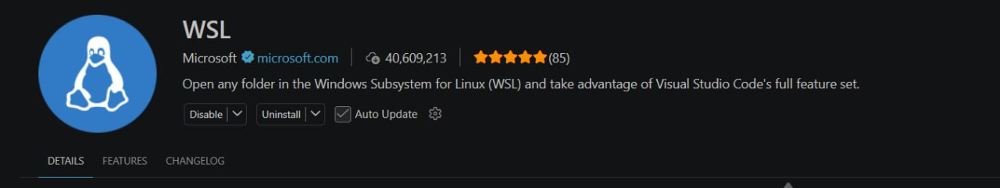 WSL
Microsoft microsoft.com 40,609,213 (85)
Open any folder in the Windows Subsystem for Linux (WSL) and take advantage of Visual Studio Code's full feature set.
Disable Uninstall Auto Update
DETAILS FEATURES CHANGELOG